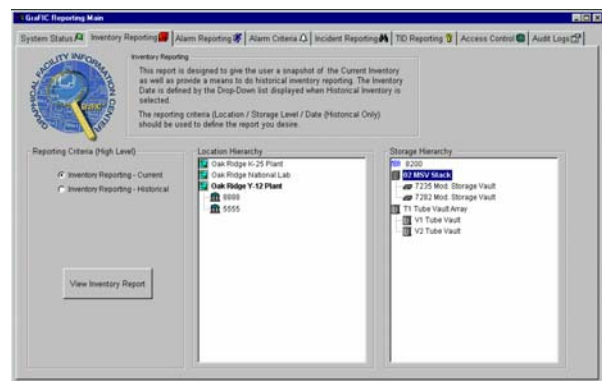 GraFIC Reporting Main
System Status Inventory Reporting Alarm Reporting Alarm Criteria Incident Reporting TID Reporting Access Control Audit Logs
GRAPHICAL FACILITY INFORMATION CENTER
GraFIC
Inventory Reporting
This report is designed to give the user a snapshot of the Current Inventory
as well as provide a means to do historical inventory reporting. The Inventory
Date is defined by the Drop-Down list displayed when Historical Inventory is
selected.
The reporting criteria (Location / Storage Level / Date (Historical Only)
should be used to define the report you desire.
Reporting Criteria (High Level)
Inventory Reporting - Current
Inventory Reporting - Historical
View Inventory Report
Location Hierarchy
Oak Ridge K-25 Plant
Oak Ridge National Lab
Oak Ridge Y-12 Plant
8888
5555
Storage Hierarchy
8200
02 MSV Stack
7235 Mod. Storage Vault
7282 Mod. Storage Vault
T1 Tube Vault Array
V1 Tube Vault
V2 Tube Vault